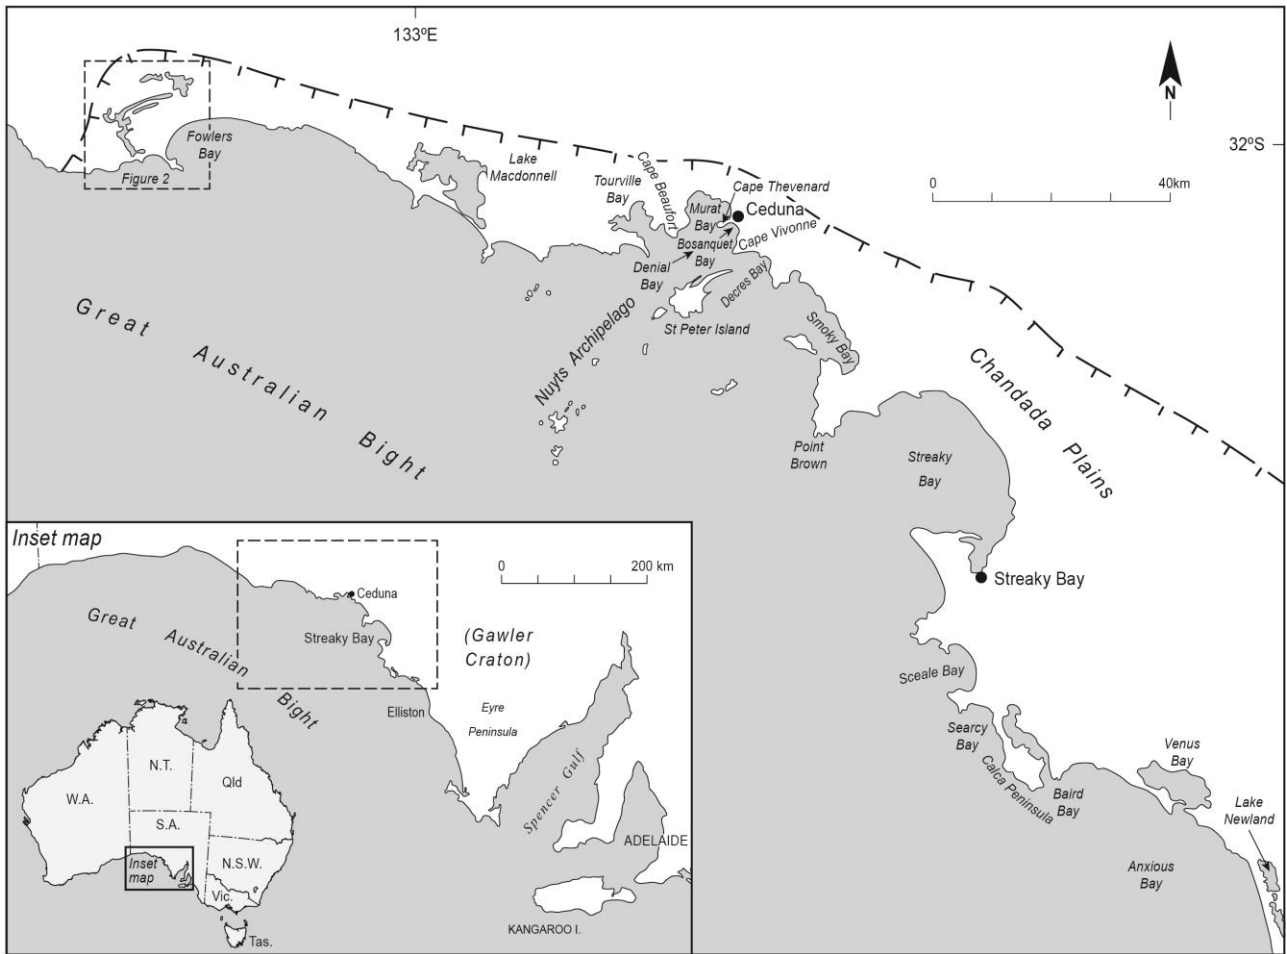 133ºE
N
32ºS
0
40km
Fowlers
Bay
Figure 2
Lake
Macdonnell
Tourville
Bay
Cape Beaufort
Cape Thevenard
Murat
Bay
Ceduna
Bosanquet
Bay
Cape Vivonne
Denial
Bay
Decres Bay
St Peter Island
Nuyts Archipelago
Smoky Bay
Great Australian Bight
Chandada Plains
Point
Brown
Streaky
Bay
Streaky Bay
Sceale Bay
Searcy
Bay
Calca Peninsula
Baird
Bay
Venus
Bay
Lake
Newland
Anxious
Bay
Inset map
0
200 km
Ceduna
Great Australian Bight
Streaky Bay
(Gawler
Craton)
Elliston
Eyre
Peninsula
Spencer Gulf
ADELAIDE
KANGAROO I.
W.A.
N.T.
Qld
S.A.
N.S.W.
Vic.
Tas.
Inset
map